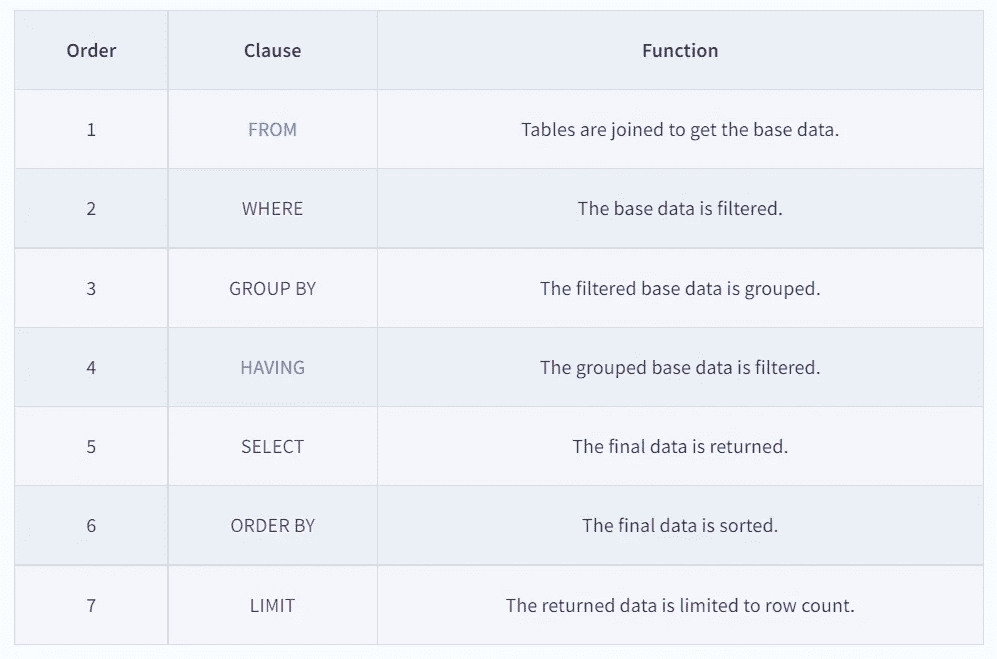 Order Clause Function
1 FROM Tables are joined to get the base data.
2 WHERE The base data is filtered.
3 GROUP BY The filtered base data is grouped.
4 HAVING The grouped base data is filtered.
5 SELECT The final data is returned.
6 ORDER BY The final data is sorted.
7 LIMIT The returned data is limited to row count.